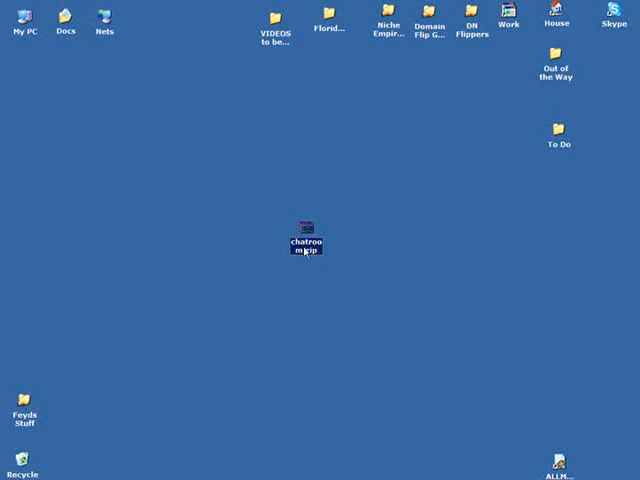 My PC
Docs
Nets
VIDEOS
to be...
Florid...
Niche
Empir...
Domain
Flip G...
DN
Flippers
Work
House
Skype
Out of
the Way
To Do
chatroo
m.zip
Feyds
Stuff
Recycle
ALLM...